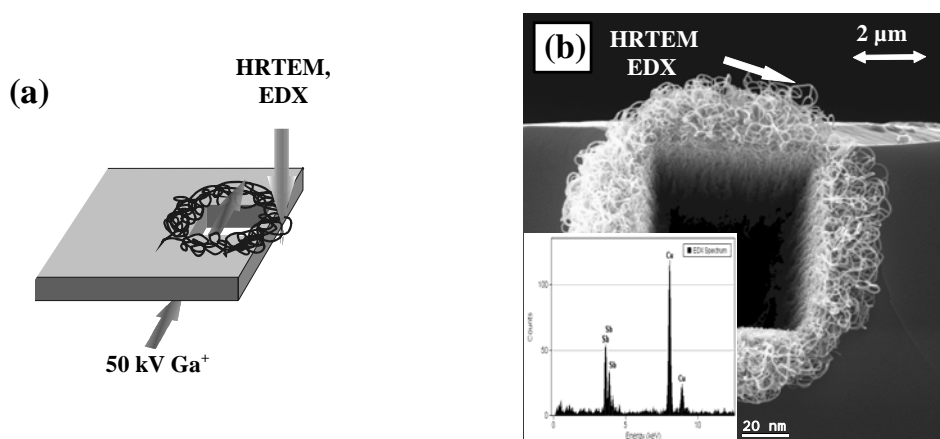 (a)
HRTEM,
EDX
50 kV Ga⁺
(b)
HRTEM
EDX
2 µm
EDX Spectrum
Cu
Sb
Sb
Sb
Cu
100
50
0
Counts
0
5
10
Energy (keV)
20 nm